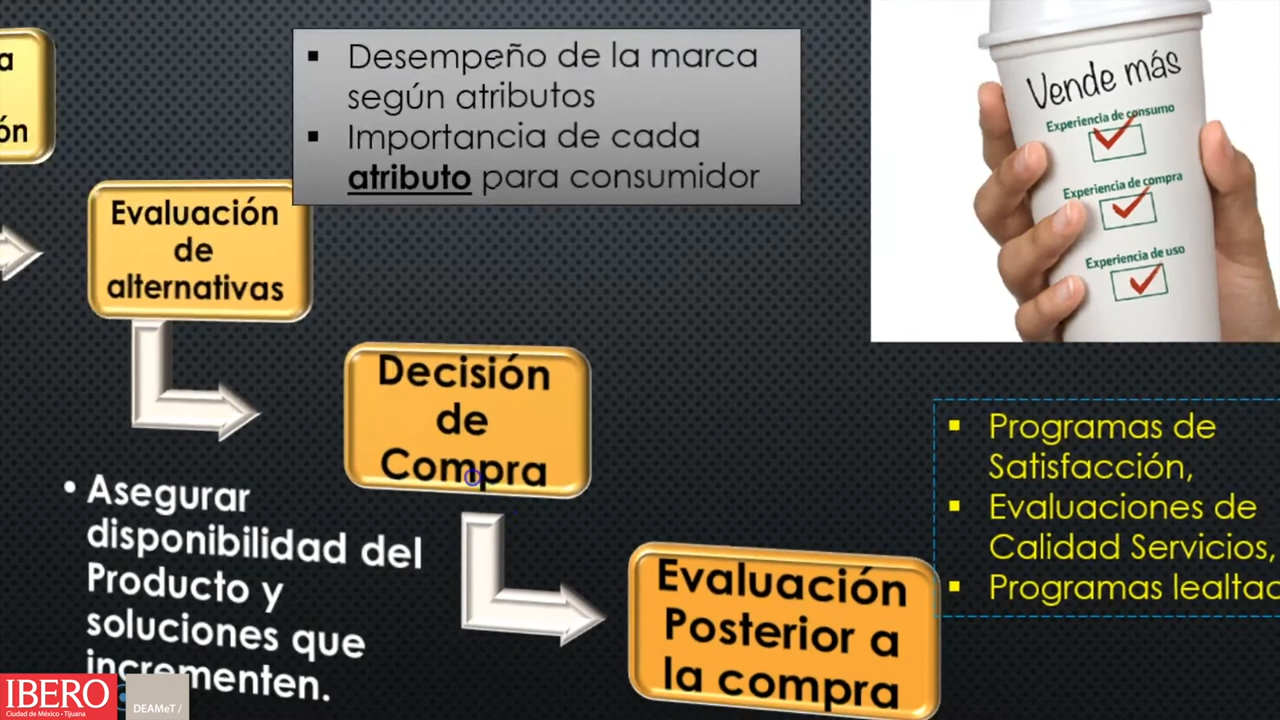 ▪ Desempeño de la marca
según atributos
▪ Importancia de cada
atributo para consumidor
Evaluación
de
alternativas
Decisión
de
Compra
• Asegurar
disponibilidad del
Producto y
soluciones que
incrementen.
Evaluación
Posterior a
la compra
Vende más
Experiencia de consumo
Experiencia de compra
Experiencia de uso
▪ Programas de
Satisfacción,
▪ Evaluaciones de
Calidad Servicios,
▪ Programas
IBERO
Ciudad de México • Tijuana
DEAMeT /